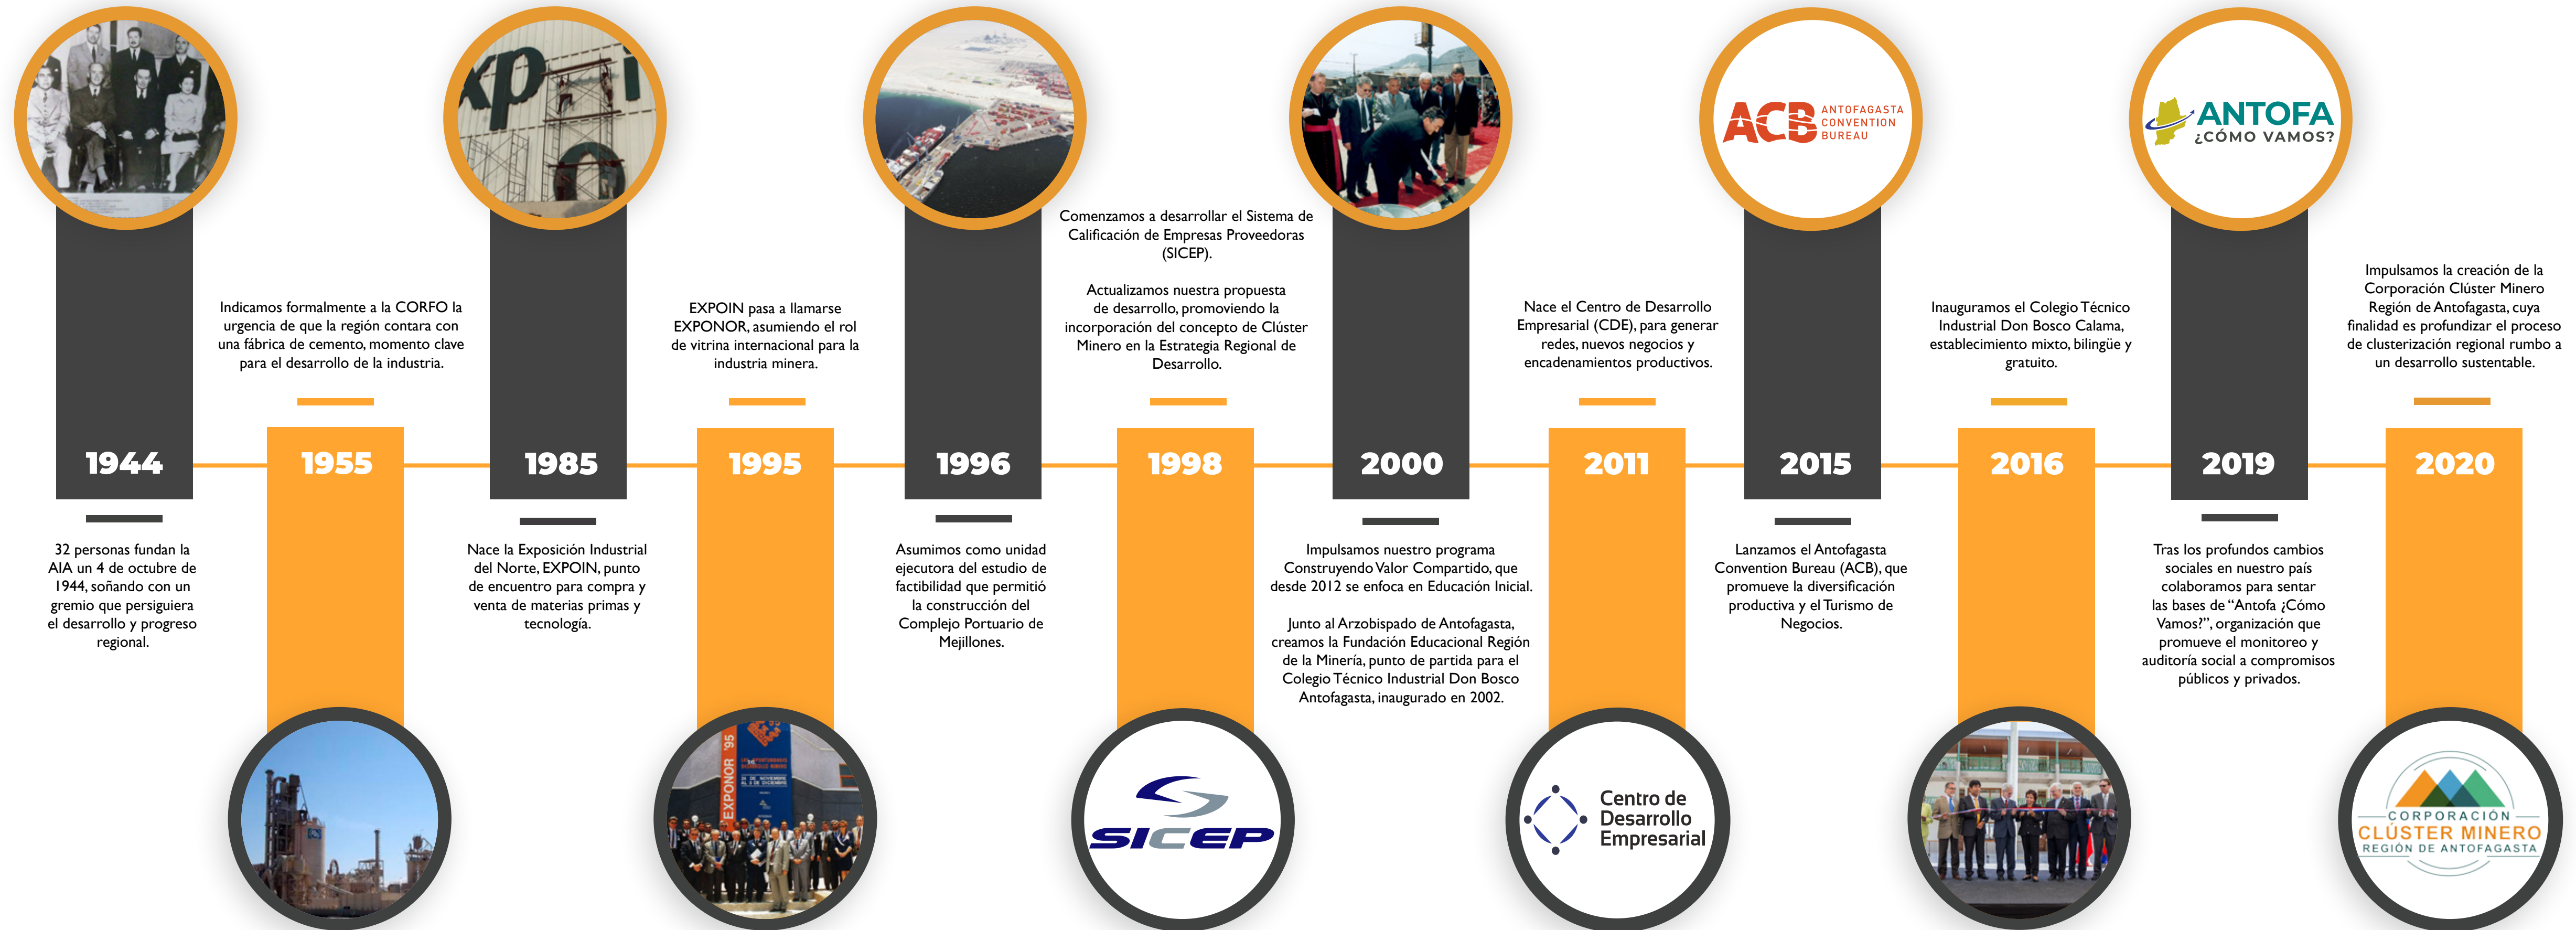 1944
32 personas fundan la
AIA un 4 de octubre de
1944, soñando con un
gremio que persiguiera
el desarrollo y progreso
regional.
Indicamos formalmente a la CORFO la
urgencia de que la región contara con
una fábrica de cemento, momento clave
para el desarrollo de la industria.
1955
xp
1985
Nace la Exposición Industrial
del Norte, EXPOIN, punto
de encuentro para compra y
venta de materias primas y
tecnología.
EXPOIN pasa a llamarse
EXPONOR, asumiendo el rol
de vitrina internacional para la
industria minera.
1995
EXPONOR '95
1996
Asumimos como unidad
ejecutora del estudio de
factibilidad que permitió
la construcción del
Complejo Portuario de
Mejillones.
Comenzamos a desarrollar el Sistema de
Calificación de Empresas Proveedoras
(SICEP).
Actualizamos nuestra propuesta
de desarrollo, promoviendo la
incorporación del concepto de Clúster
Minero en la Estrategia Regional de
Desarrollo.
1998
SICEP
2000
Impulsamos nuestro programa
Construyendo Valor Compartido, que
desde 2012 se enfoca en Educación Inicial.
Junto al Arzobispado de Antofagasta,
creamos la Fundación Educacional Región
de la Minería, punto de partida para el
Colegio Técnico Industrial Don Bosco
Antofagasta, inaugurado en 2002.
Nace el Centro de Desarrollo
Empresarial (CDE), para generar
redes, nuevos negocios y
encadenamientos productivos.
2011
Centro de
Desarrollo
Empresarial
ACB
ANTOFAGASTA
CONVENTION
BUREAU
2015
Lanzamos el Antofagasta
Convention Bureau (ACB), que
promueve la diversificación
productiva y el Turismo de
Negocios.
Inauguramos el Colegio Técnico
Industrial Don Bosco Calama,
establecimiento mixto, bilingüe y
gratuito.
2016
ANTOFA
¿CÓMO VAMOS?
2019
Tras los profundos cambios
sociales en nuestro país
colaboramos para sentar
las bases de “Antofa ¿Cómo
Vamos?”, organización que
promueve el monitoreo y
auditoría social a compromisos
públicos y privados.
Impulsamos la creación de la
Corporación Clúster Minero
Región de Antofagasta, cuya
finalidad es profundizar el proceso
de clusterización regional rumbo a
un desarrollo sustentable.
2020
CORPORACIÓN
CLÚSTER MINERO
REGIÓN DE ANTOFAGASTA